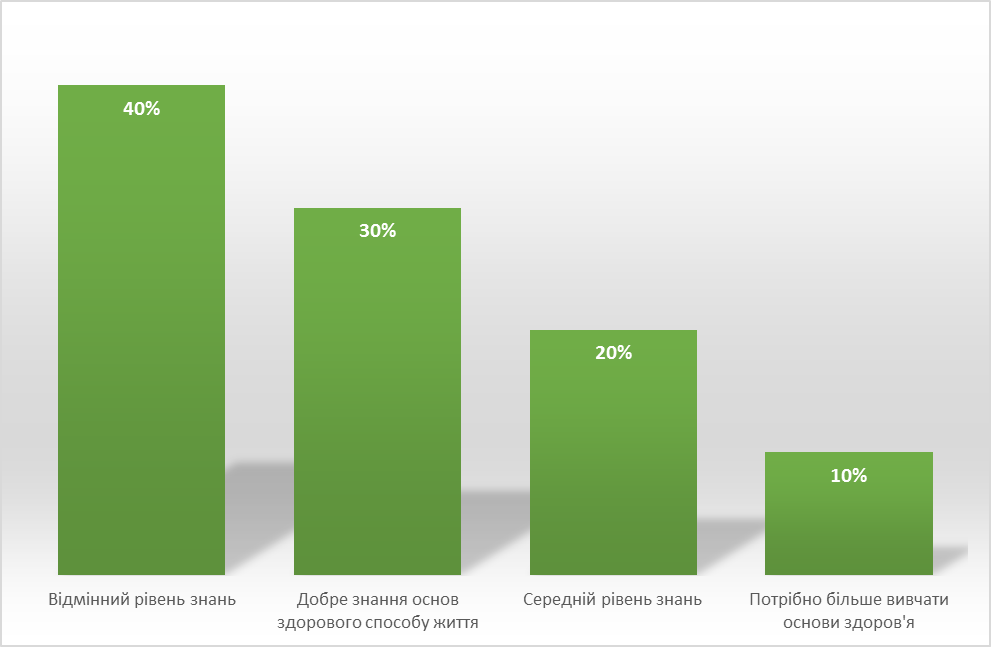 40%
30%
20%
10%
Відмінний рівень знань
Добре знання основ
здорового способу життя
Середній рівень знань
Потрібно більше вивчати
основи здоров'я